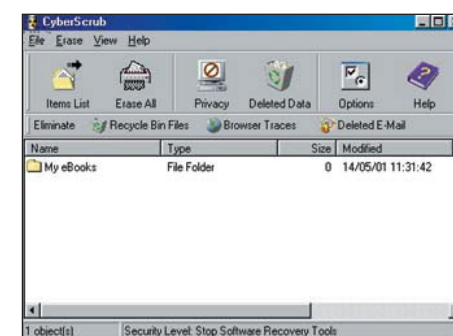 CyberScrub
File Erase View Help
Items List Erase All Privacy Deleted Data Options Help
Eliminate Recycle Bin Files Browser Traces Deleted E-Mail
Name Type Size Modified
My eBooks File Folder 0 14/05/01 11:31:42
1 object(s) Security Level: Stop Software Recovery Tools